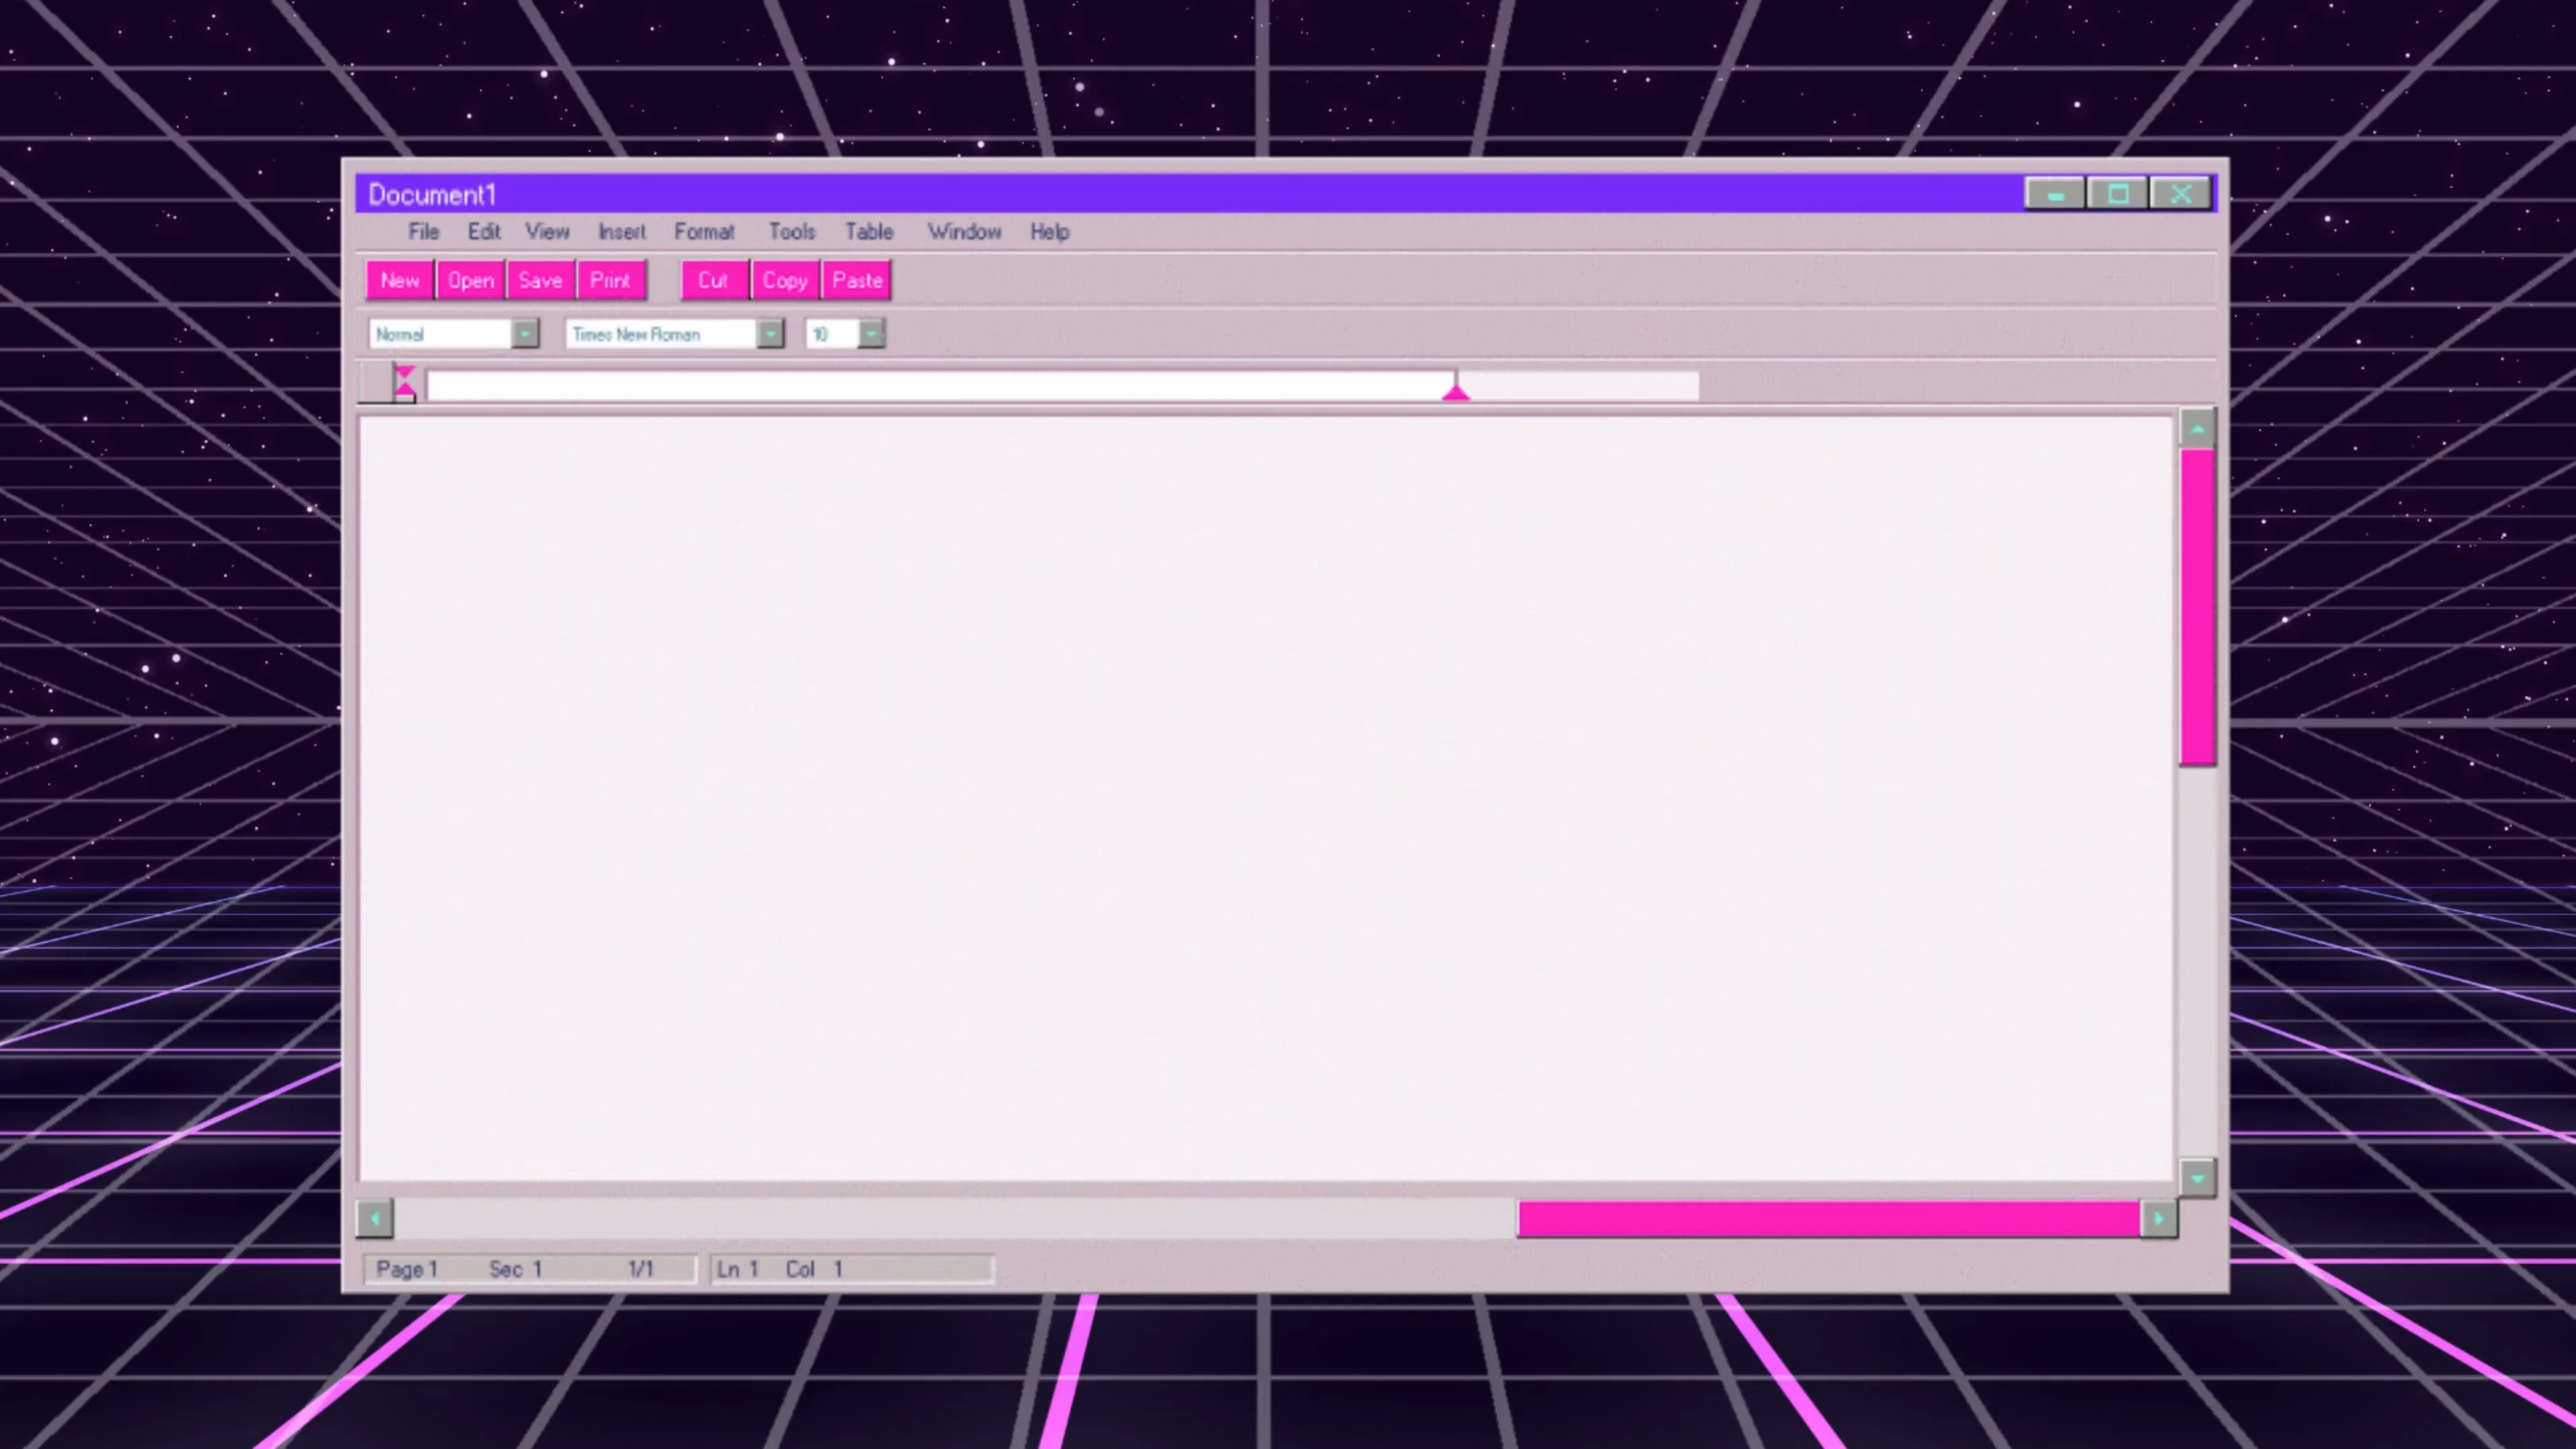 Document1
File Edit View Insert Format Tools Table Window Help
New Open Save Print Cut Copy Paste
Normal Times New Roman 10
Page 1 Sec 1 1/1 Ln 1 Col 1